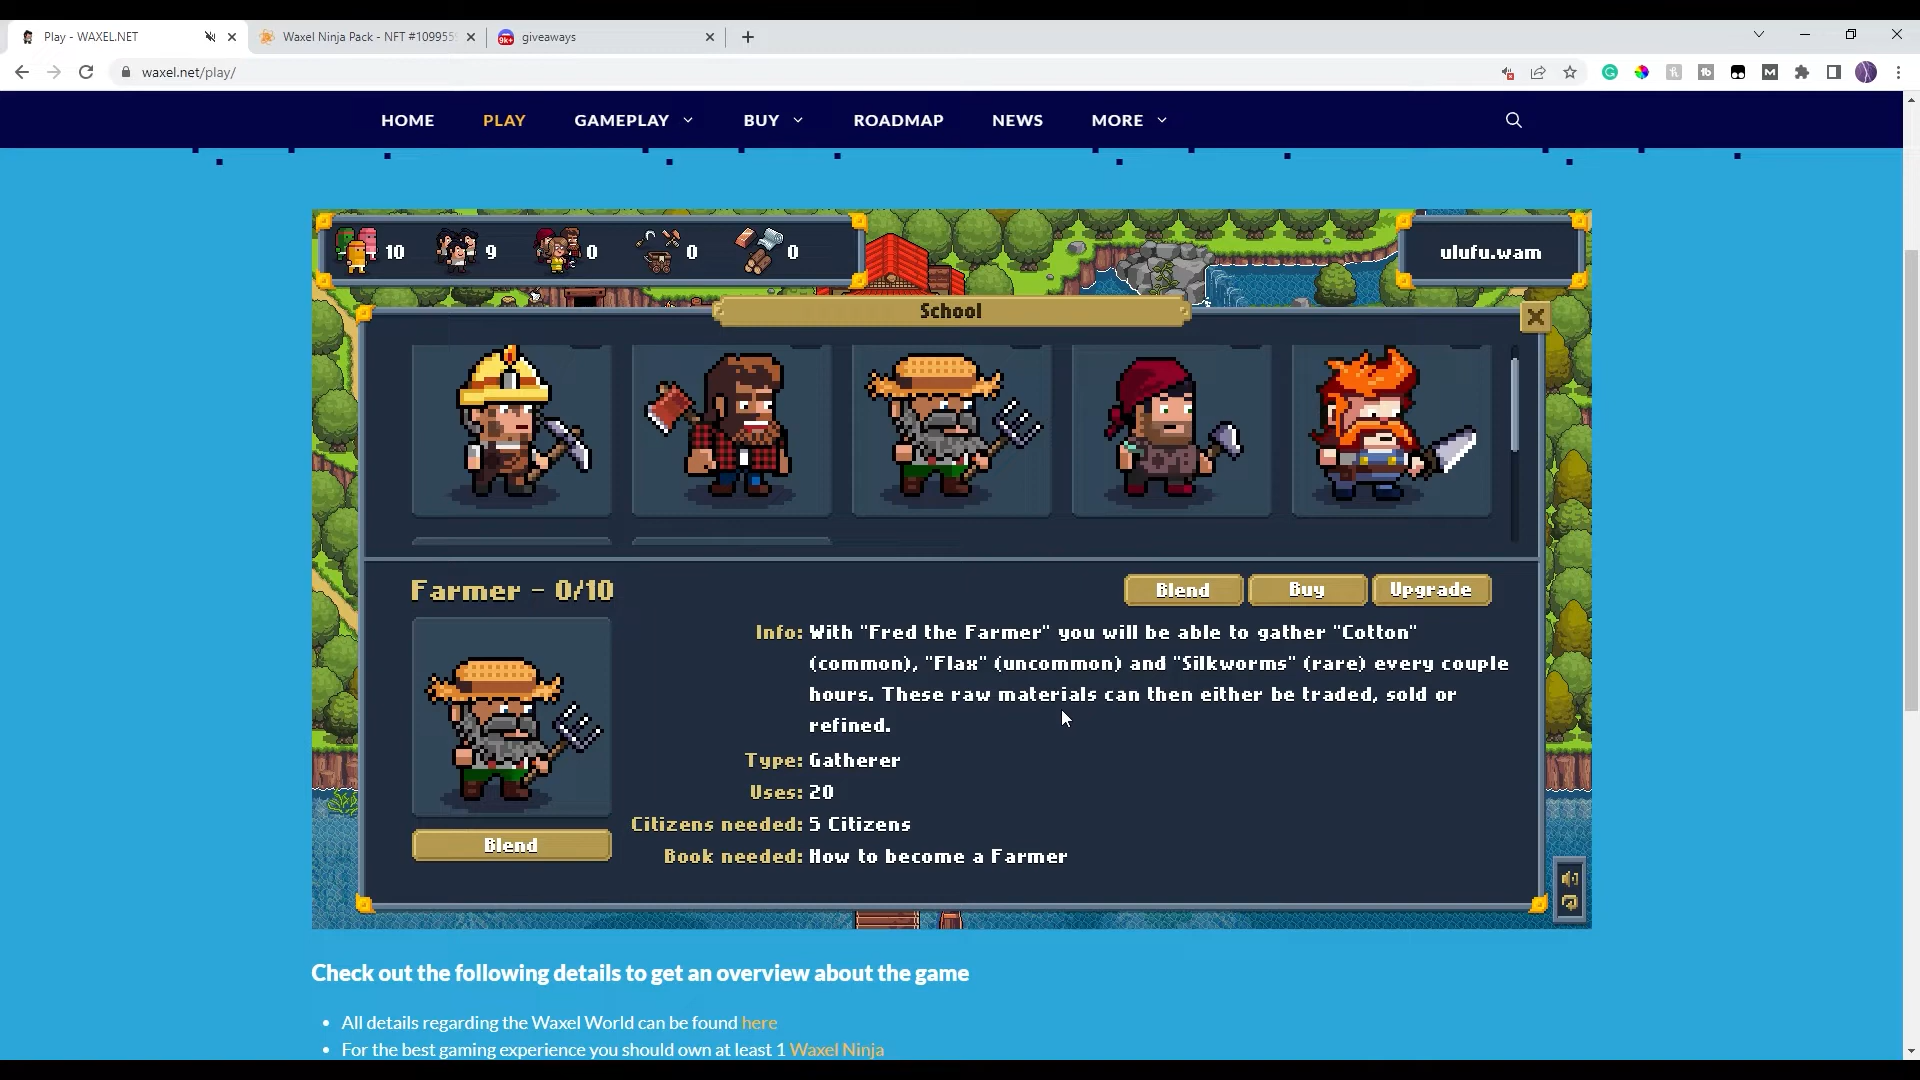 Play - WAXEL.NET
Waxel Ninja Pack - NFT #109955
9k+
giveaways
waxel.net/play/
HOME
PLAY
GAMEPLAY
BUY
ROADMAP
NEWS
MORE
10
9
0
0
0
ulufu.wam
School
Farmer - 0/10
Blend
Buy
Upgrade
Info: With "Fred the Farmer" you will be able to gather "Cotton"
(common), "Flax" (uncommon) and "Silkworms" (rare) every couple
hours. These raw materials can then either be traded, sold or
refined.
Type: Gatherer
Uses: 20
Citizens needed: 5 Citizens
Book needed: How to become a Farmer
Blend
Check out the following details to get an overview about the game
• All details regarding the Waxel World can be found here
• For the best gaming experience you should own at least 1 Waxel Ninja